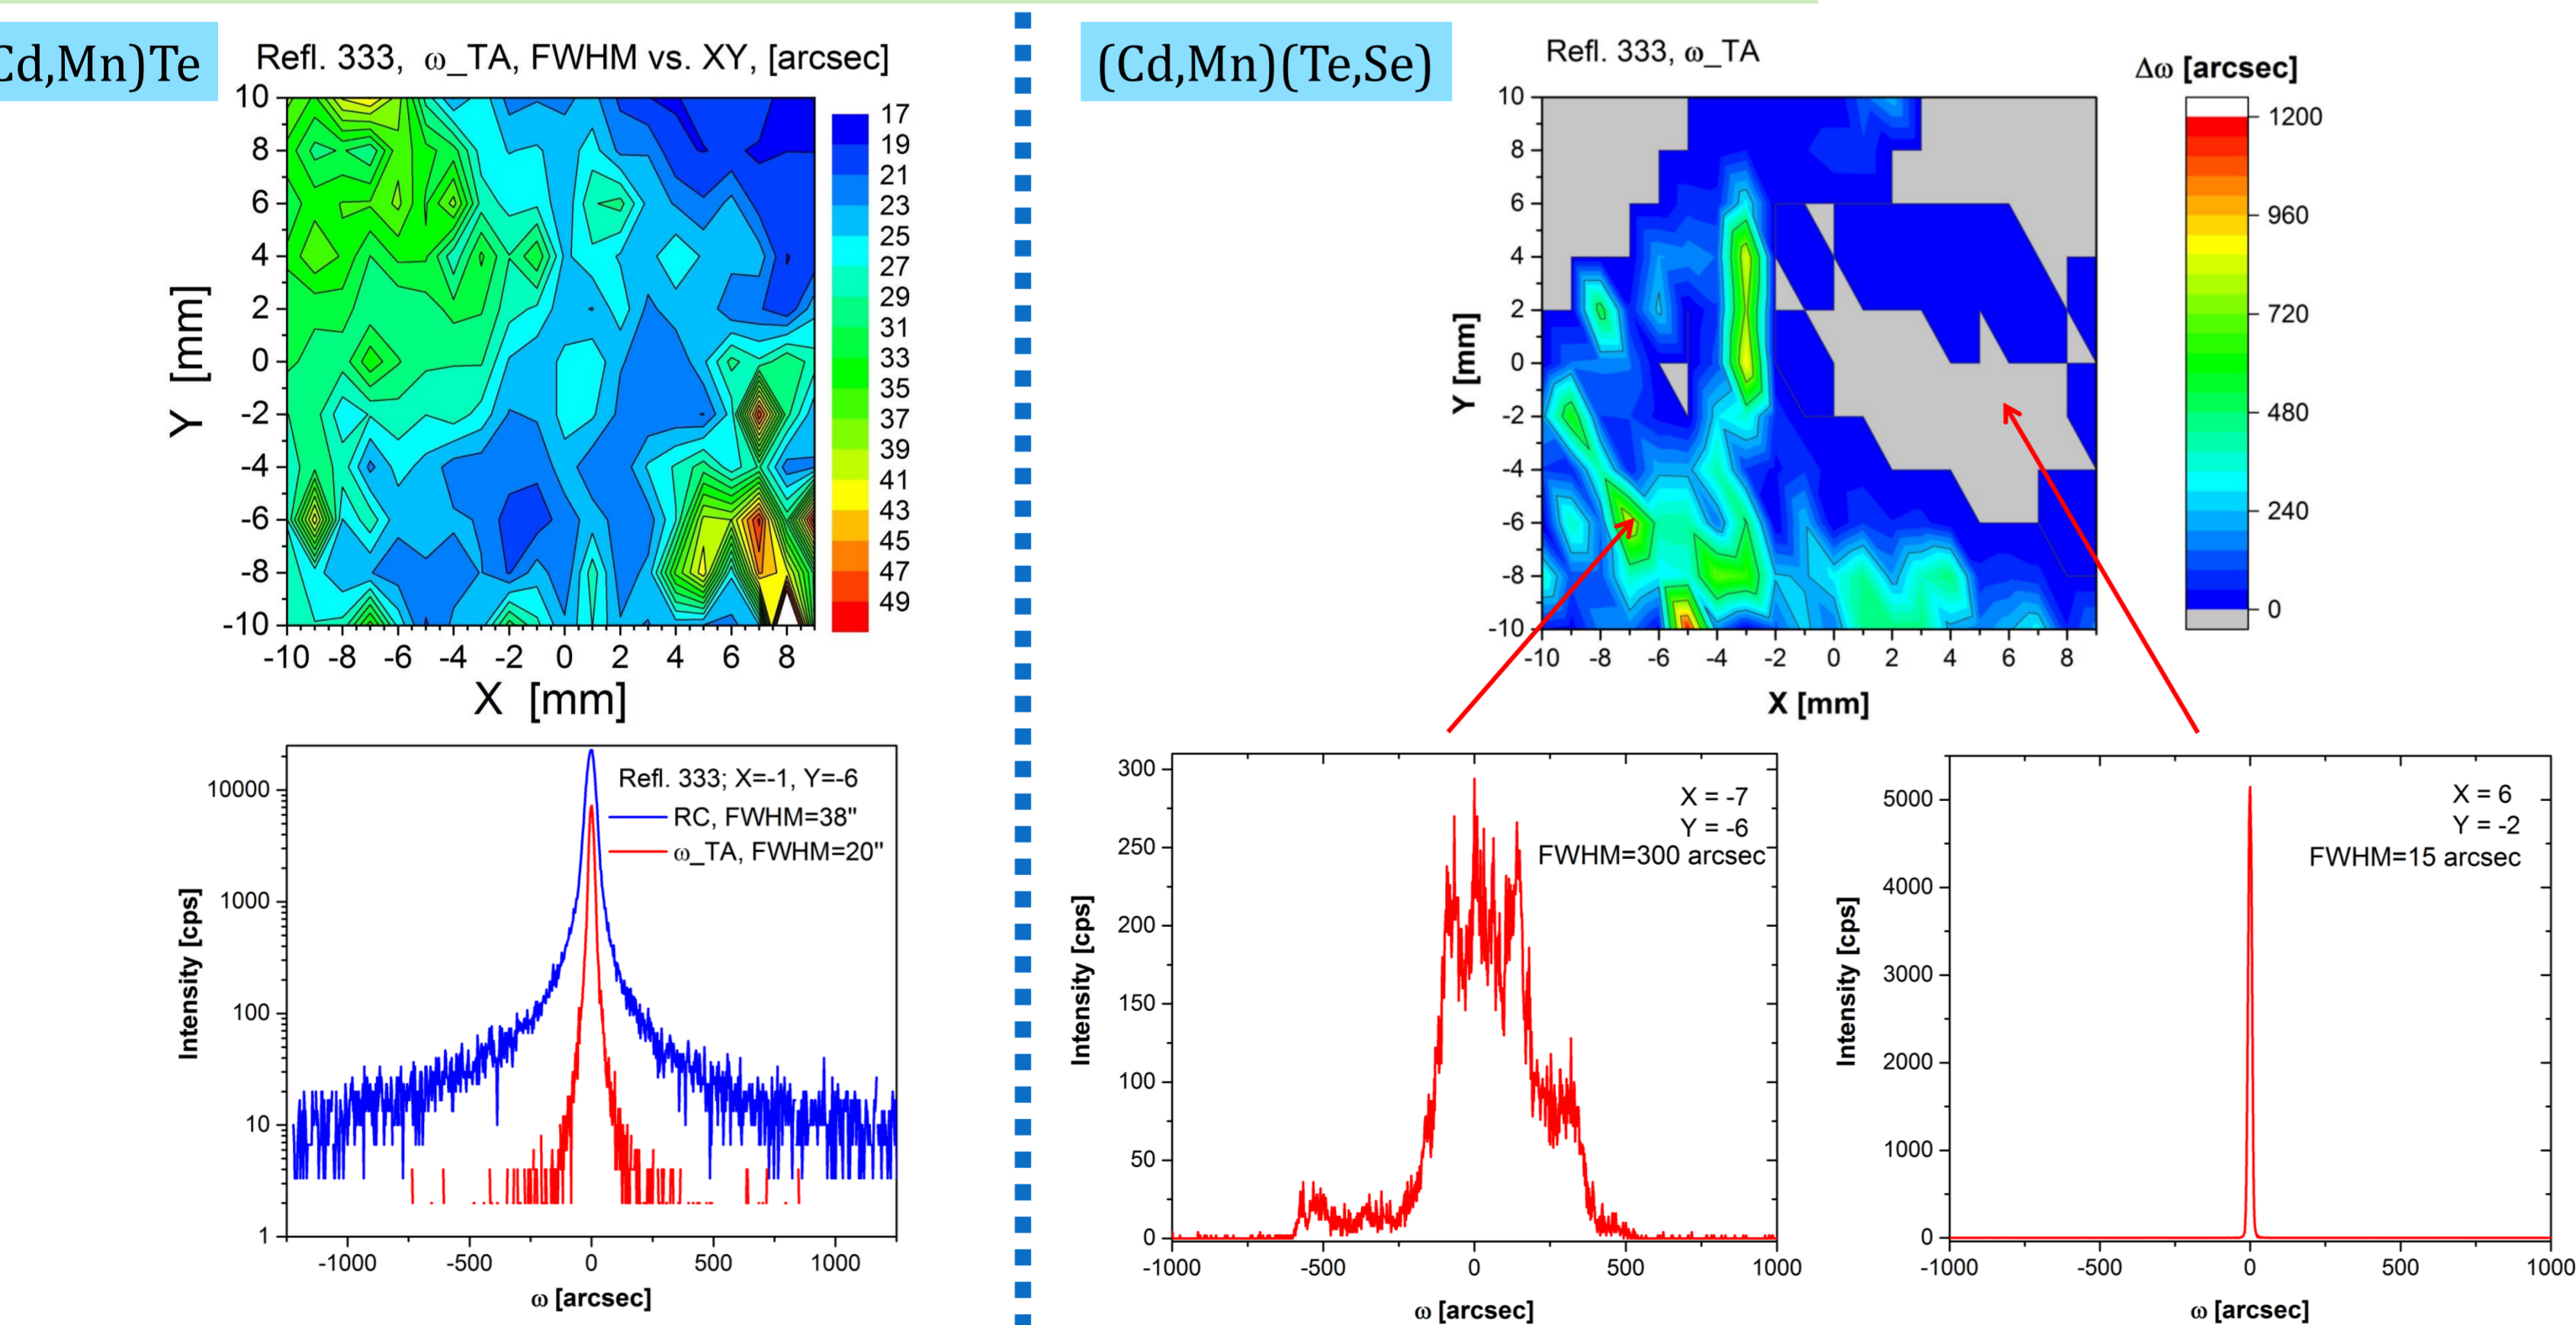 Cd,Mn)Te
Refl. 333, ω_TA, FWHM vs. XY, [arcsec]
10
8
6
4
2
0
-2
-4
-6
-8
-10
Y [mm]
-10 -8 -6 -4 -2 0 2 4 6 8
X [mm]
17
19
21
23
25
27
29
31
33
35
37
39
41
43
45
47
49
Refl. 333; X=-1, Y=-6
RC, FWHM=38"
ω_TA, FWHM=20"
10000
1000
100
10
1
Intensity [cps]
-1000 -500 0 500 1000
ω [arcsec]
(Cd,Mn)(Te,Se)
Refl. 333, ω_TA
Δω [arcsec]
10
8
6
4
2
0
-2
-4
-6
-8
-10
Y [mm]
-10 -8 -6 -4 -2 0 2 4 6 8
X [mm]
1200
960
720
480
240
0
X = -7
Y = -6
FWHM=300 arcsec
300
250
200
150
100
50
0
Intensity [cps]
-1000 -500 0 500 1000
ω [arcsec]
X = 6
Y = -2
FWHM=15 arcsec
5000
4000
3000
2000
1000
0
Intensity [cps]
-1000 -500 0 500 1000
ω [arcsec]